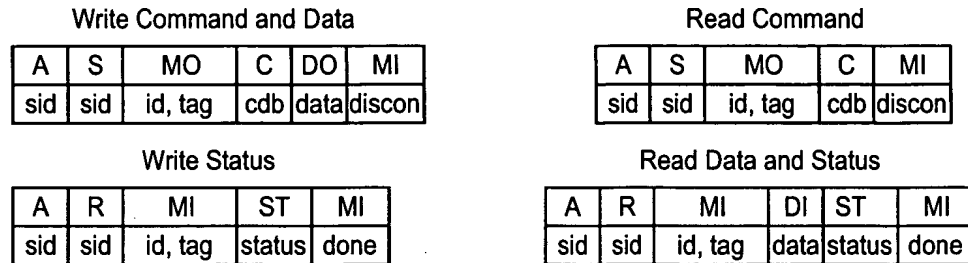 Write Command and Data
A S MO C DO MI
sid sid id, tag cdb data discon
Read Command
A S MO C MI
sid sid id, tag cdb discon
Write Status
A R MI ST MI
sid sid id, tag status done
Read Data and Status
A R MI DI ST MI
sid sid id, tag data status done